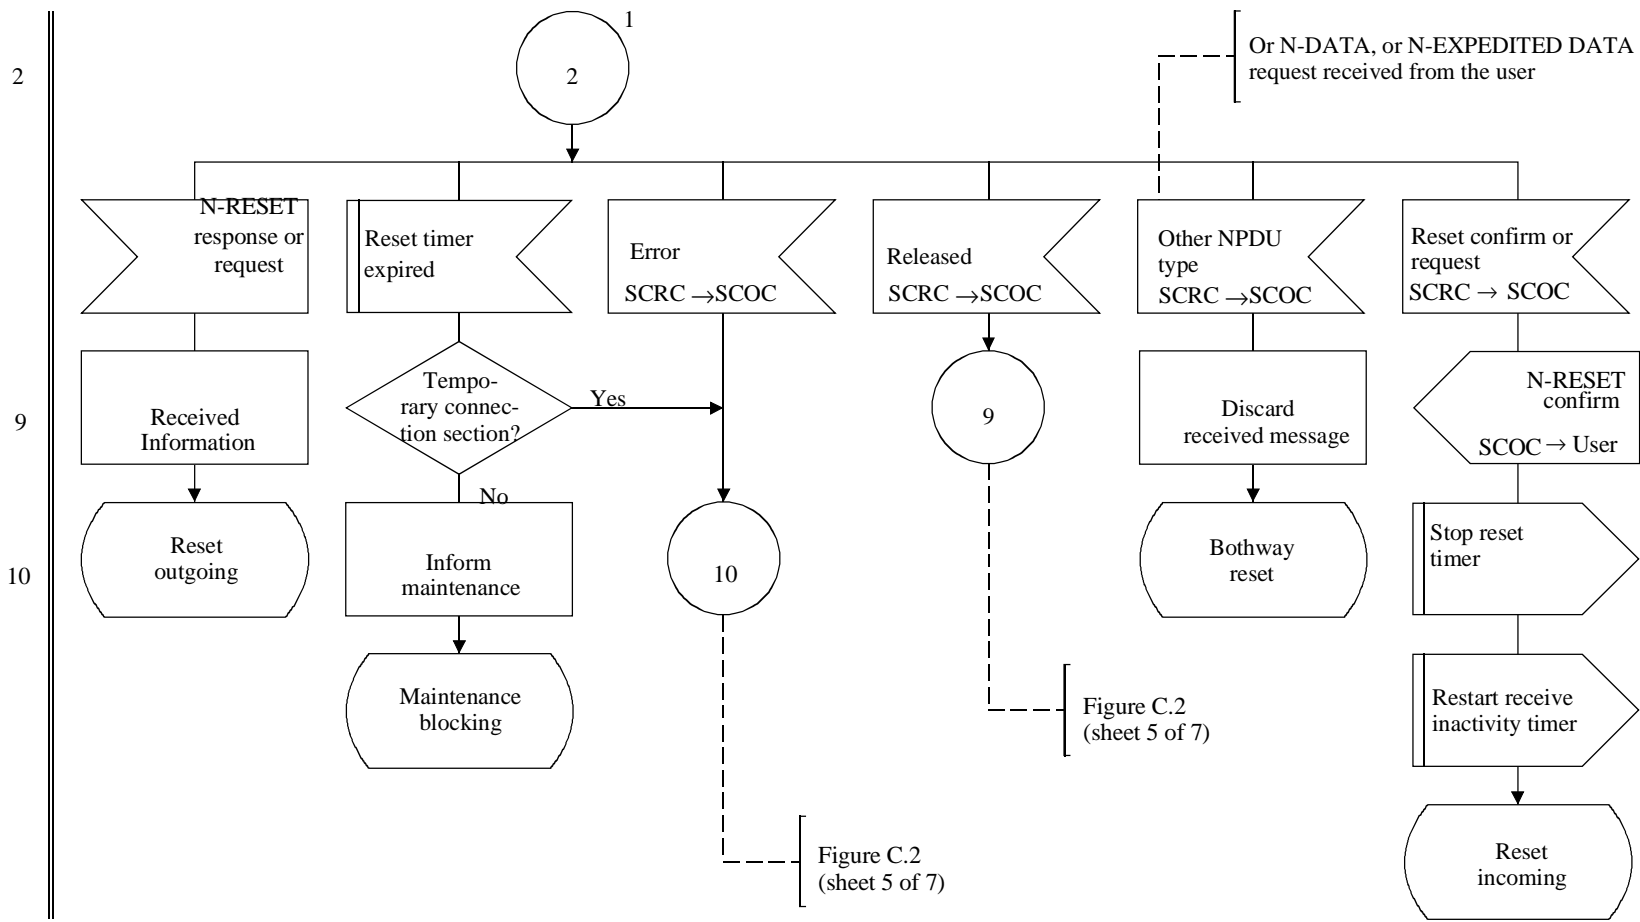 1
2
2
Or N-DATA, or N-EXPEDITED DATA
request received from the user
N-RESET
response or
request
Reset timer
expired
Error
SCRC →SCOC
Released
SCRC →SCOC
Other NPDU
type
SCRC →SCOC
Reset confirm or
request
SCRC → SCOC
9
Received
Information
Tempo-
rary connec-
tion section?
Yes
No
9
Discard
received message
N-RESET
confirm
SCOC → User
10
Reset
outgoing
Inform
maintenance
10
Bothway
reset
Stop reset
timer
Maintenance
blocking
Figure C.2
(sheet 5 of 7)
Restart receive
inactivity timer
Figure C.2
(sheet 5 of 7)
Reset
incoming